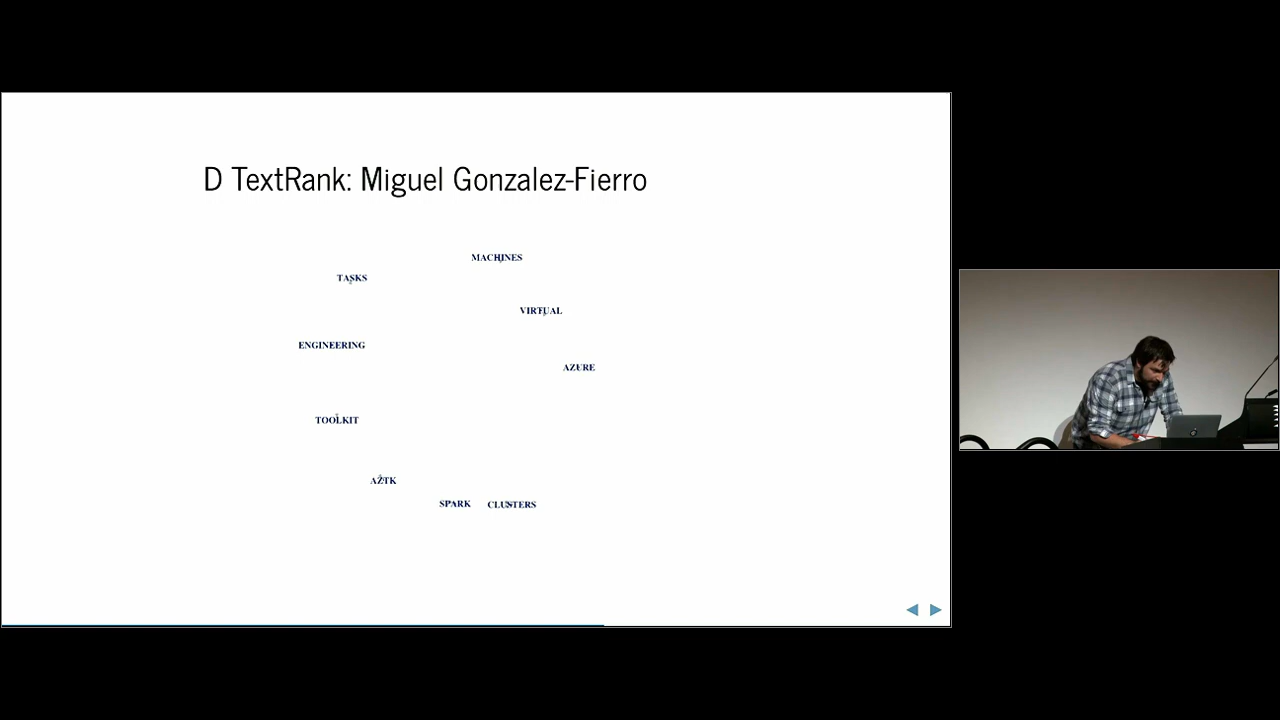 D TextRank: Miguel Gonzalez-Fierro
MACHINES
TASKS
VIRTUAL
ENGINEERING
AZURE
TOOLKIT
AZTK
SPARK
CLUSTERS